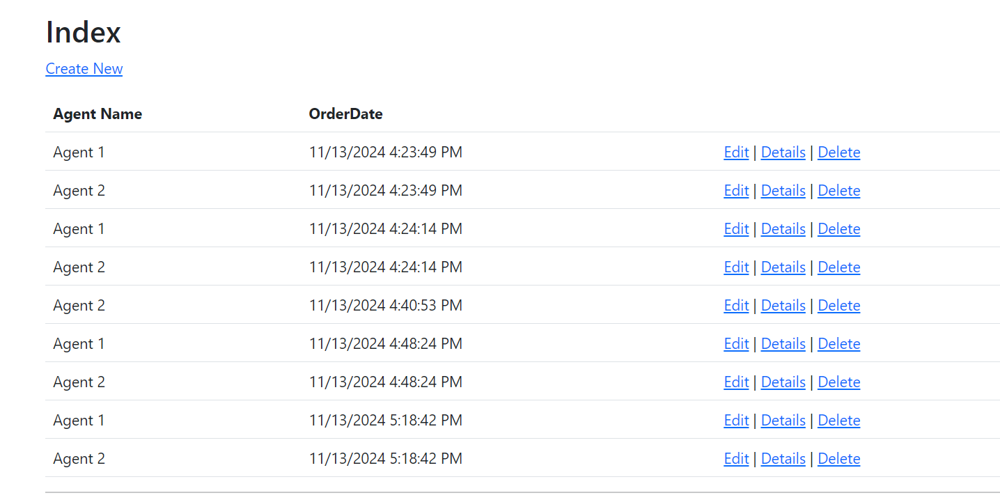 Index
Create New
Agent Name OrderDate
Agent 1 11/13/2024 4:23:49 PM Edit | Details | Delete
Agent 2 11/13/2024 4:23:49 PM Edit | Details | Delete
Agent 1 11/13/2024 4:24:14 PM Edit | Details | Delete
Agent 2 11/13/2024 4:24:14 PM Edit | Details | Delete
Agent 2 11/13/2024 4:40:53 PM Edit | Details | Delete
Agent 1 11/13/2024 4:48:24 PM Edit | Details | Delete
Agent 2 11/13/2024 4:48:24 PM Edit | Details | Delete
Agent 1 11/13/2024 5:18:42 PM Edit | Details | Delete
Agent 2 11/13/2024 5:18:42 PM Edit | Details | Delete